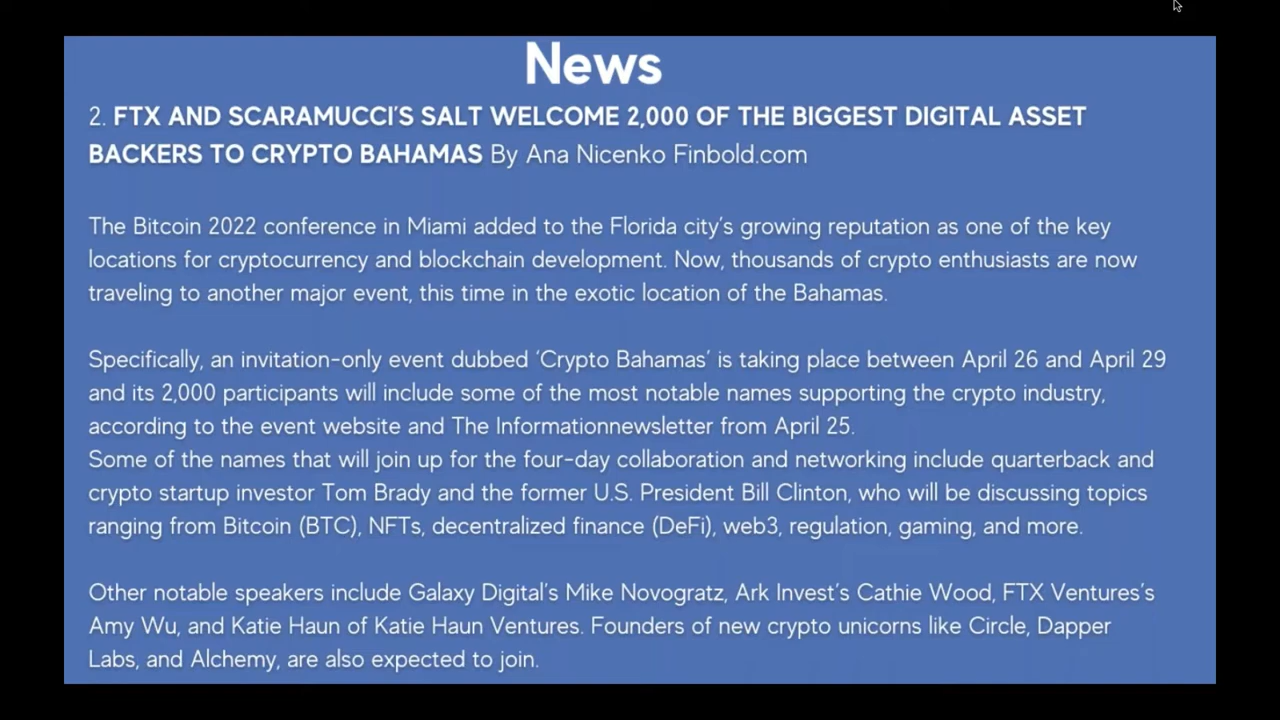 News
2. FTX AND SCARAMUCCI'S SALT WELCOME 2,000 OF THE BIGGEST DIGITAL ASSET
BACKERS TO CRYPTO BAHAMAS By Ana Nicenko Finbold.com
The Bitcoin 2022 conference in Miami added to the Florida city's growing reputation as one of the key
locations for cryptocurrency and blockchain development. Now, thousands of crypto enthusiasts are now
traveling to another major event, this time in the exotic location of the Bahamas.
Specifically, an invitation-only event dubbed 'Crypto Bahamas' is taking place between April 26 and April 29
and its 2,000 participants will include some of the most notable names supporting the crypto industry,
according to the event website and The Informationnewsletter from April 25.
Some of the names that will join up for the four-day collaboration and networking include quarterback and
crypto startup investor Tom Brady and the former U.S. President Bill Clinton, who will be discussing topics
ranging from Bitcoin (BTC), NFTs, decentralized finance (DeFi), web3, regulation, gaming, and more.
Other notable speakers include Galaxy Digital's Mike Novogratz, Ark Invest's Cathie Wood, FTX Ventures's
Amy Wu, and Katie Haun of Katie Haun Ventures. Founders of new crypto unicorns like Circle, Dapper
Labs, and Alchemy, are also expected to join.